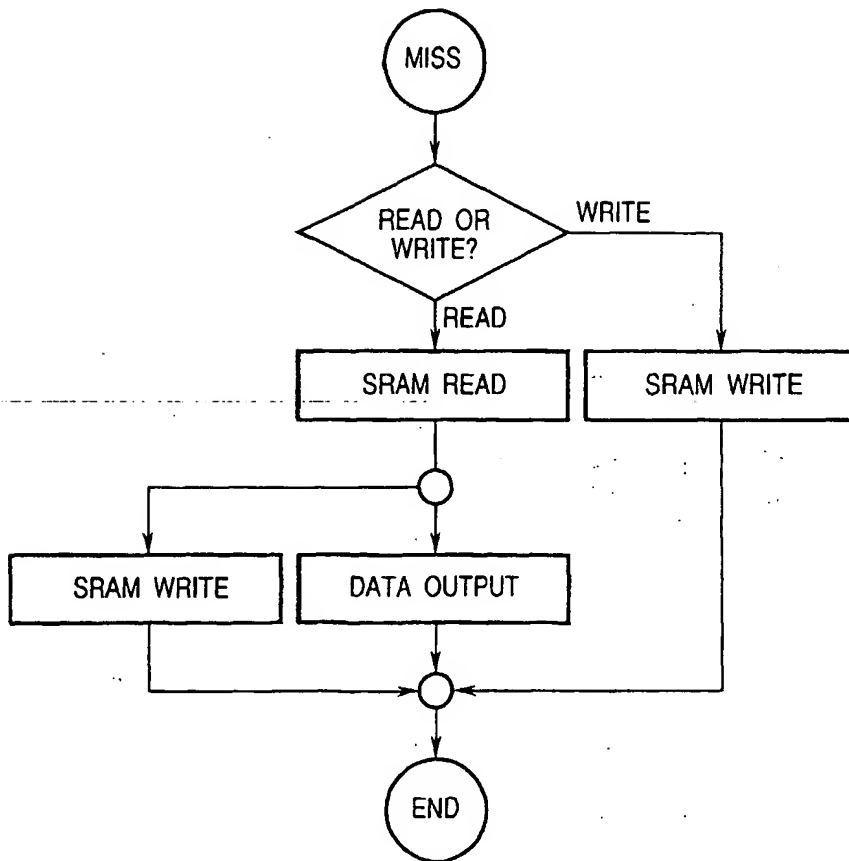 MISS
READ OR
WRITE?
WRITE
READ
SRAM READ
SRAM WRITE
SRAM WRITE
DATA OUTPUT
END